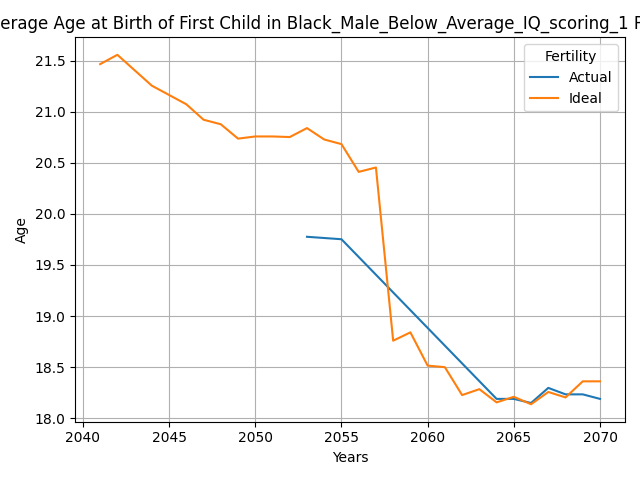 erage Age at Birth of First Child in Black_Male_Below_Average_IQ_scoring_1
Fertility
Actual
Ideal
21.5
21.0
20.5
20.0
19.5
19.0
18.5
18.0
Age
2040 2045 2050 2055 2060 2065 2070
Years